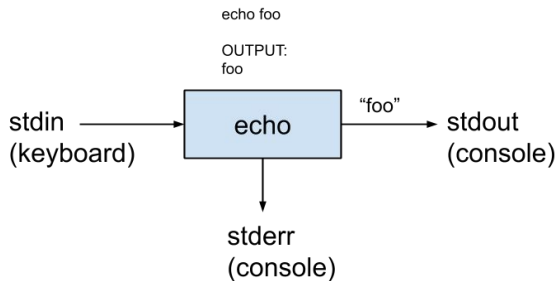 echo foo
OUTPUT:
foo
stdin
(keyboard)
echo
“foo”
stdout
(console)
stderr
(console)